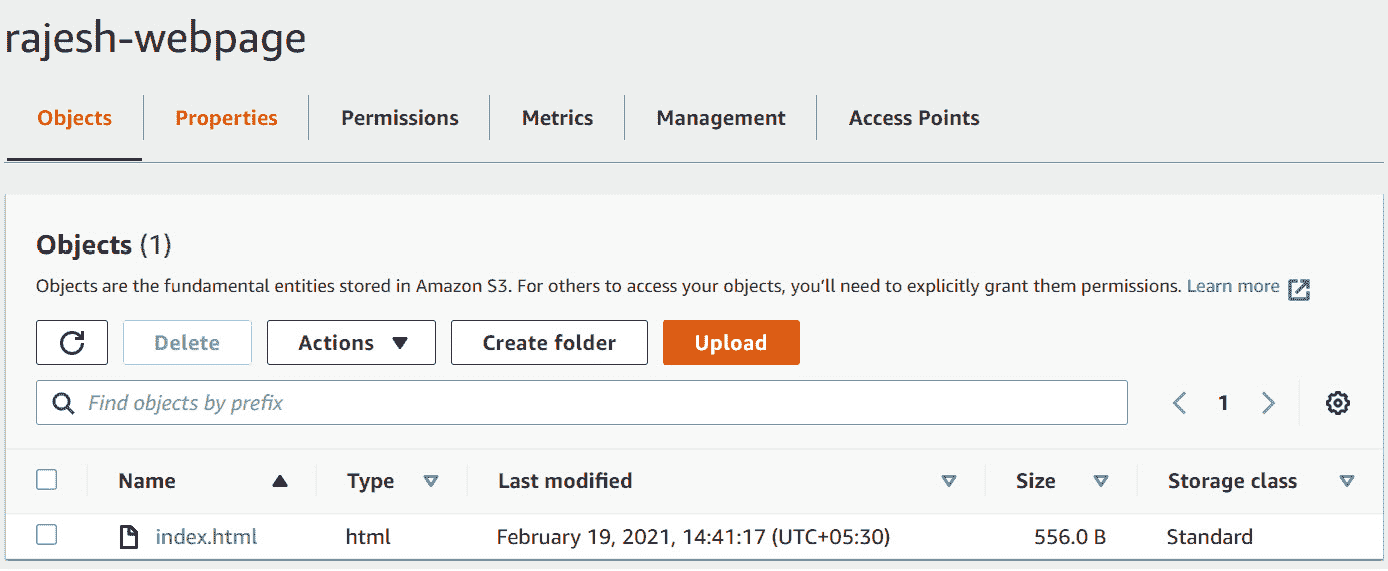 rajesh-webpage
Objects Properties Permissions Metrics Management Access Points
Objects (1)
Objects are the fundamental entities stored in Amazon S3. For others to access your objects, you’ll need to explicitly grant them permissions. Learn more
Delete Actions Create folder Upload
Find objects by prefix 1
Name Type Last modified Size Storage class
index.html html February 19, 2021, 14:41:17 (UTC+05:30) 556.0 B Standard